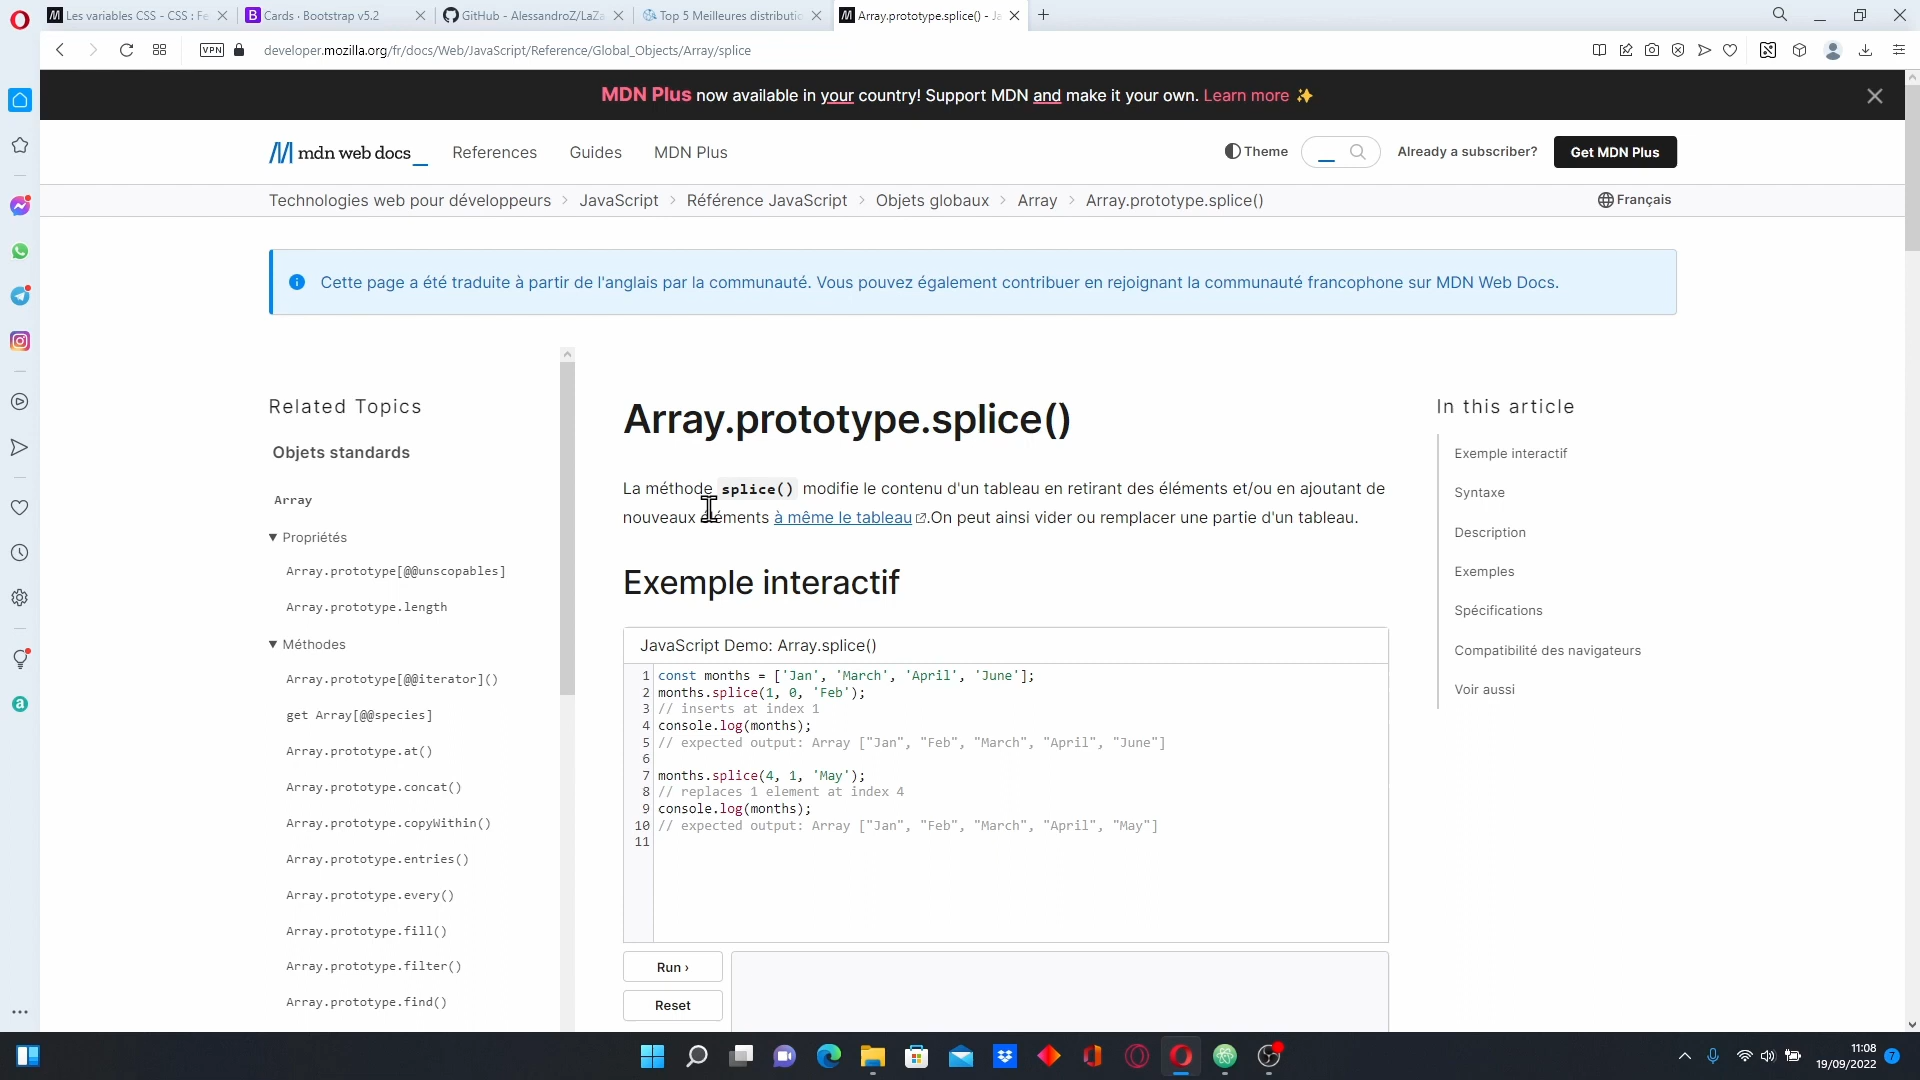 Les variables CSS - CSS : Fe
Cards · Bootstrap v5.2
GitHub - AlessandroZ/LaZa
Top 5 Meilleures distributio
Array.prototype.splice() - Ja
VPN
developer.mozilla.org/fr/docs/Web/JavaScript/Reference/Global_Objects/Array/splice
MDN Plus now available in your country! Support MDN and make it your own. Learn more ✨
mdn web docs_
References
Guides
MDN Plus
Theme
Already a subscriber?
Get MDN Plus
Technologies web pour développeurs > JavaScript > Référence JavaScript > Objets globaux > Array > Array.prototype.splice()
Français
Cette page a été traduite à partir de l'anglais par la communauté. Vous pouvez également contribuer en rejoignant la communauté francophone sur MDN Web Docs.
Related Topics
Objets standards
Array
Propriétés
Array.prototype[@@unscopables]
Array.prototype.length
Méthodes
Array.prototype[@@iterator]()
get Array[@@species]
Array.prototype.at()
Array.prototype.concat()
Array.prototype.copyWithin()
Array.prototype.entries()
Array.prototype.every()
Array.prototype.fill()
Array.prototype.filter()
Array.prototype.find()
Array.prototype.splice()
La méthode splice() modifie le contenu d'un tableau en retirant des éléments et/ou en ajoutant de
nouveaux éléments à même le tableau.On peut ainsi vider ou remplacer une partie d'un tableau.
Exemple interactif
JavaScript Demo: Array.splice()
1 const months = ['Jan', 'March', 'April', 'June'];
2 months.splice(1, 0, 'Feb');
3 // inserts at index 1
4 console.log(months);
5 // expected output: Array ["Jan", "Feb", "March", "April", "June"]
6
7 months.splice(4, 1, 'May');
8 // replaces 1 element at index 4
9 console.log(months);
10 // expected output: Array ["Jan", "Feb", "March", "April", "May"]
11
Run ›
Reset
In this article
Exemple interactif
Syntaxe
Description
Exemples
Spécifications
Compatibilité des navigateurs
Voir aussi
11:08
19/09/2022
7